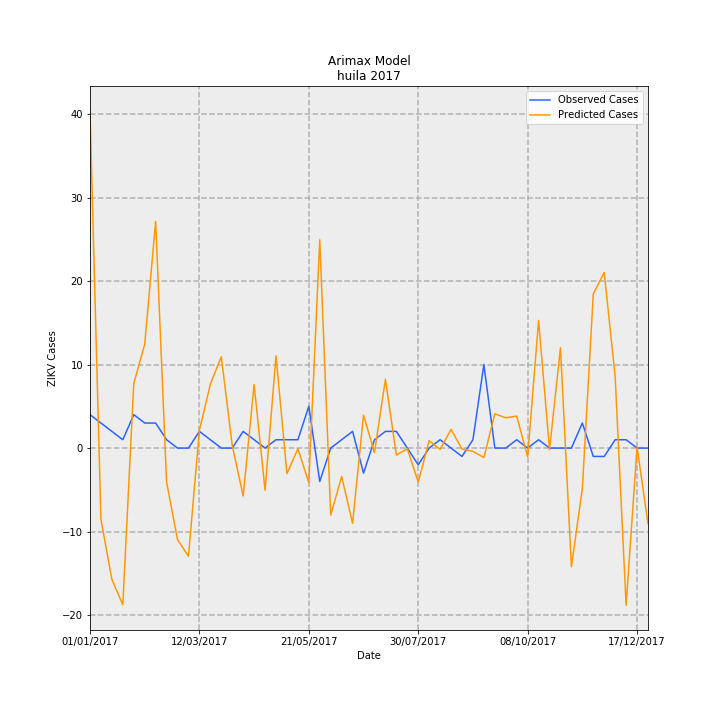 Arimax Model
huila 2017
Observed Cases
Predicted Cases
ZIKV Cases
40
30
20
10
0
−10
−20
01/01/2017
12/03/2017
21/05/2017
30/07/2017
08/10/2017
17/12/2017
Date